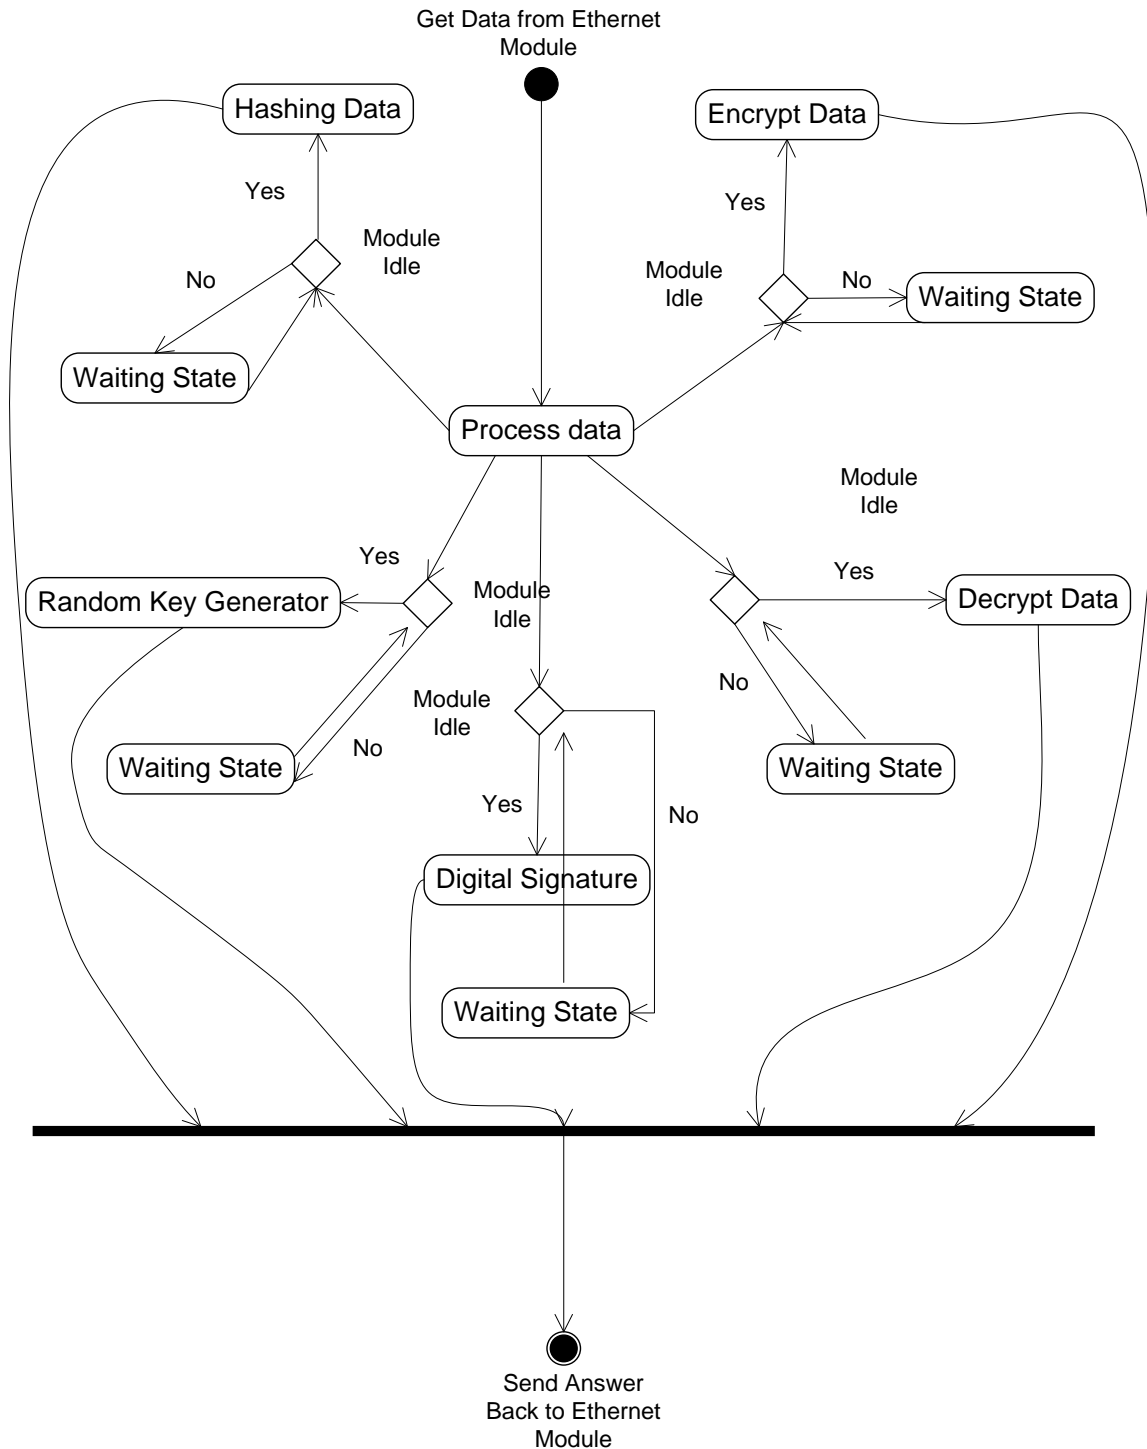 Get Data from Ethernet
Module
Hashing Data
Encrypt Data
Yes
Yes
Module
Idle
Module
Idle
No
No
Waiting State
Waiting State
Process data
Module
Idle
Yes
Yes
Random Key Generator
Module
Idle
Decrypt Data
No
Module
Idle
No
Waiting State
Waiting State
Yes
No
Digital Signature
Waiting State
Send Answer
Back to Ethernet
Module